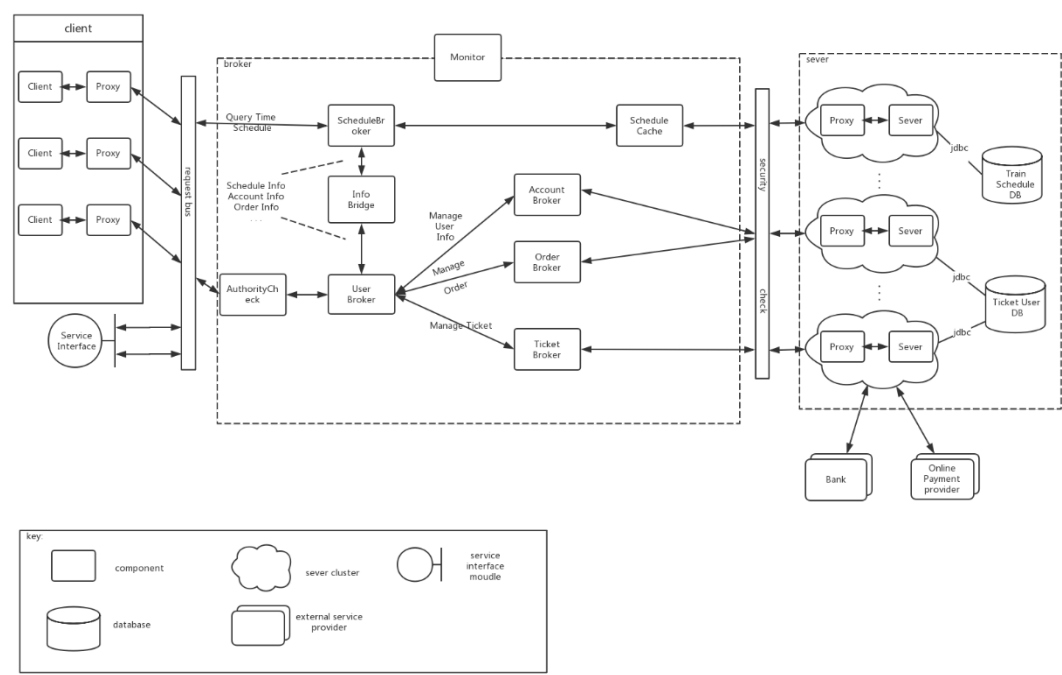 client
Client
Proxy
Client
Proxy
Client
Proxy
Service
Interface
request bus
broker
Monitor
Query Time
Schedule
ScheduleBr
oker
Schedule
Cache
Schedule Info
Account Info
Order Info
. . .
Info
Bridge
AuthorityCh
eck
User
Broker
Manage
User
Info
Manage
Order
Manage Ticket
Account
Broker
Order
Broker
Ticket
Broker
security
check
sever
Proxy
Sever
jdbc
Train
Schedule
DB
Proxy
Sever
jdbc
Ticket User
DB
Proxy
Sever
jdbc
Bank
Online
Payment
provider
key:
component
sever cluster
service
interface
moudle
database
external service
provider